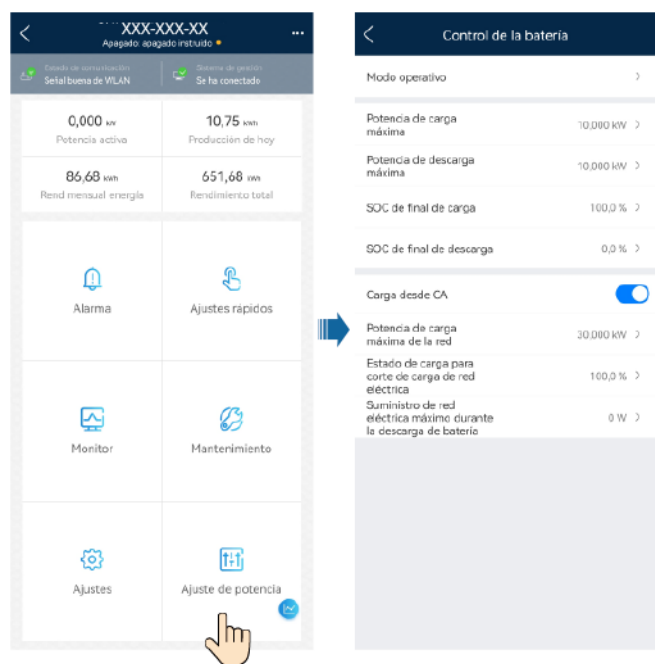 XXX-XXX-XX
Apagado: apagado instruido
Estado de comunicación
Señal buena de WLAN
Sistema de gestión
Se ha conectado
0,000 kW
Potencia activa
10,75 kWh
Producción de hoy
86,68 kWh
Rend mensual energía
651,68 kWh
Rendimiento total
Alarma
Ajustes rápidos
Monitor
Mantenimiento
Ajustes
Ajuste de potencia
Control de la batería
Modo operativo
Potencia de carga
máxima
10,000 kW
Potencia de descarga
máxima
10,000 kW
SOC de final de carga
100,0 %
SOC de final de descarga
0,0 %
Carga desde CA
Potencia de carga
máxima de la red
30,000 kW
Estado de carga para
corte de carga de red
eléctrica
100,0 %
Suministro de red
eléctrica máximo durante
la descarga de batería
0 W